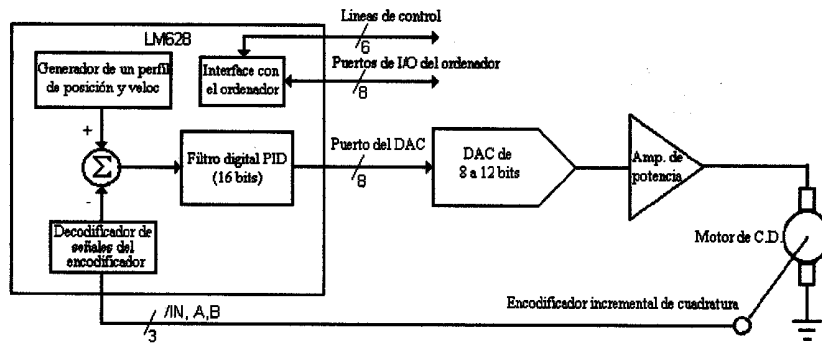 Lineas de control
6
LM628
Generador de un perfil
de posición y veloc
Interface con
el ordenador
Puertos de I/O del ordenador
8
+
Σ
-
Filtro digital PID
(16 bits)
Puerto del DAC
8
DAC de
8 a 12 bits
Amp. de
potencia
Decodificador de
señales del
encodificador
Motor de C.D.
/IN, A,B
3
Encodificador incremental de cuadratura